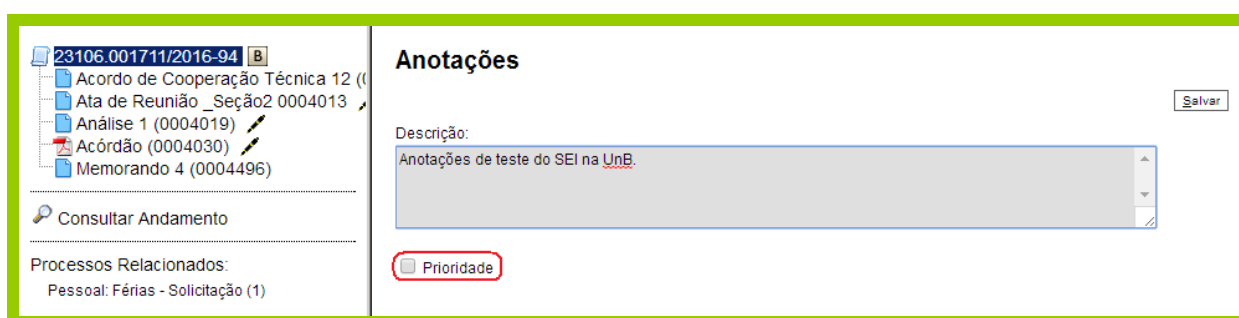 23106.001711/2016-94 B
Acordo de Cooperação Técnica 12 (
Ata de Reunião _Seção2 0004013
Análise 1 (0004019)
Acórdão (0004030)
Memorando 4 (0004496)
Consultar Andamento
Processos Relacionados:
Pessoal: Férias - Solicitação (1)
Anotações
Salvar
Descrição:
Anotações de teste do SEI na UnB.
Prioridade